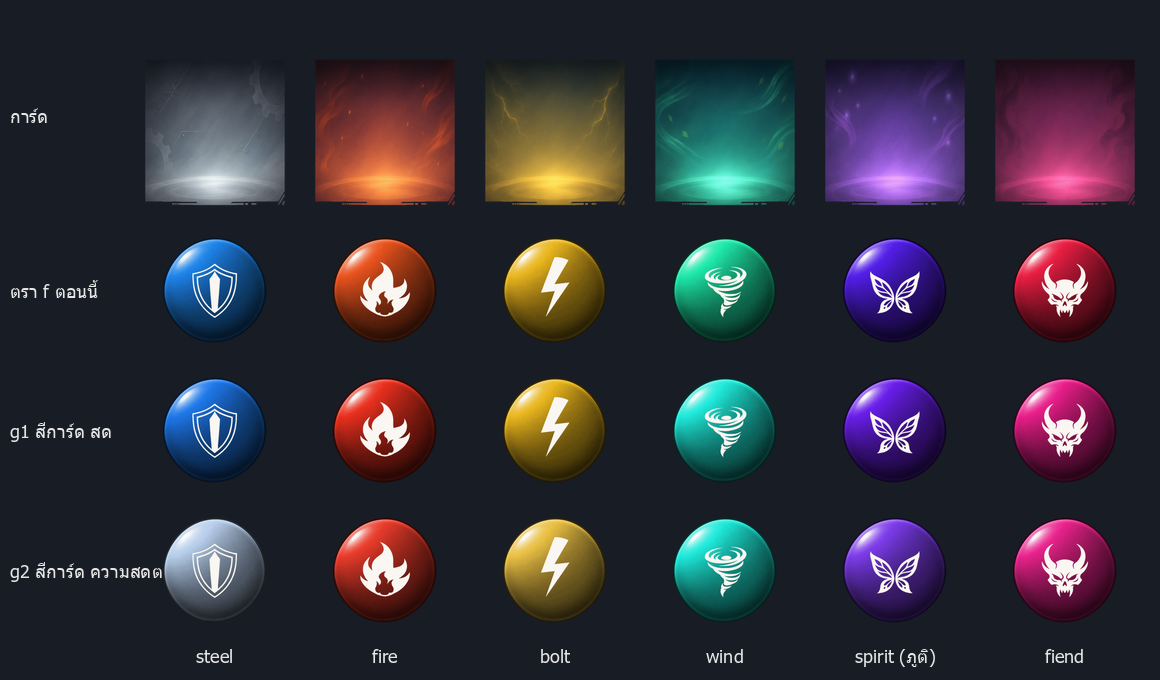 การ์ด
ตรา f ตอนนี้
g1 สีการ์ด สด
g2 สีการ์ด ความสดต
steel
fire
bolt
wind
spirit (ภูติ)
fiend